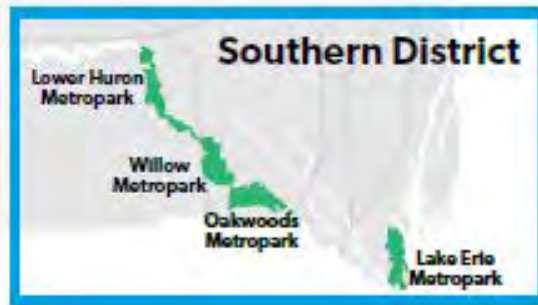 Southern District
Lower Huron
Metropark
Willow
Metropark
Oakwoods
Metropark
Lake Erie
Metropark